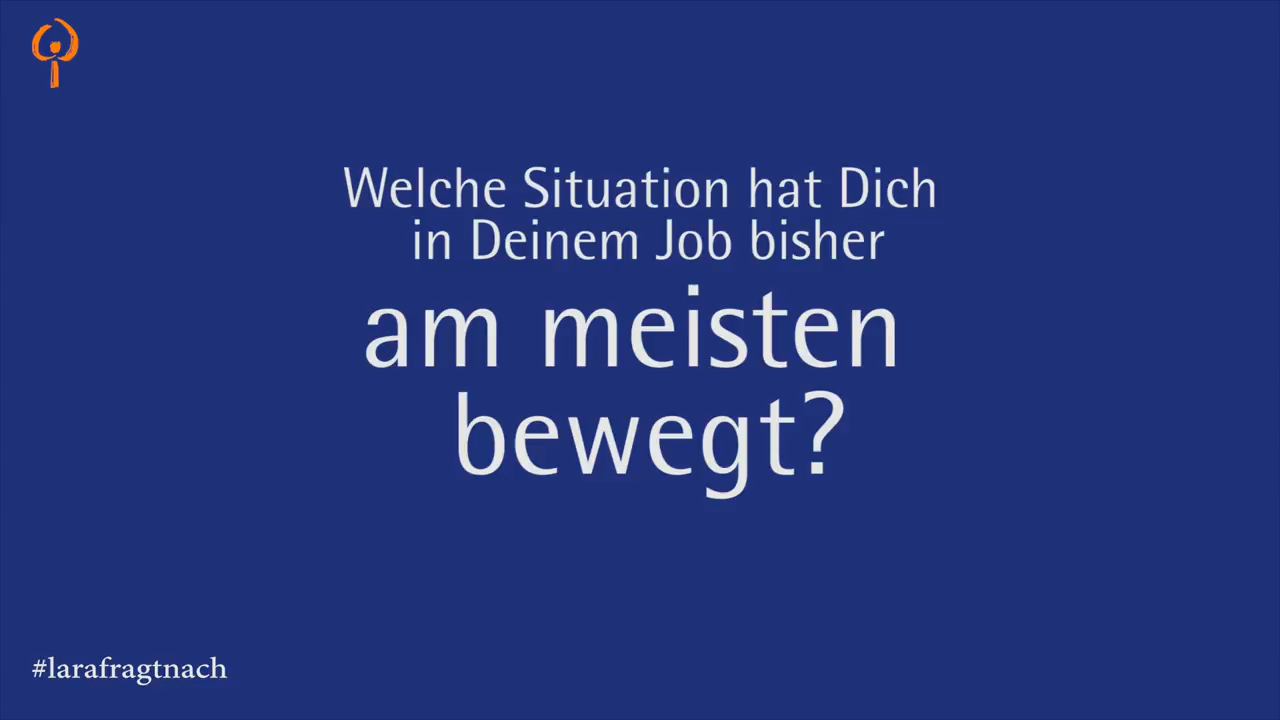 Welche Situation hat Dich
in Deinem Job bisher
am meisten
bewegt?
#larafragtnach